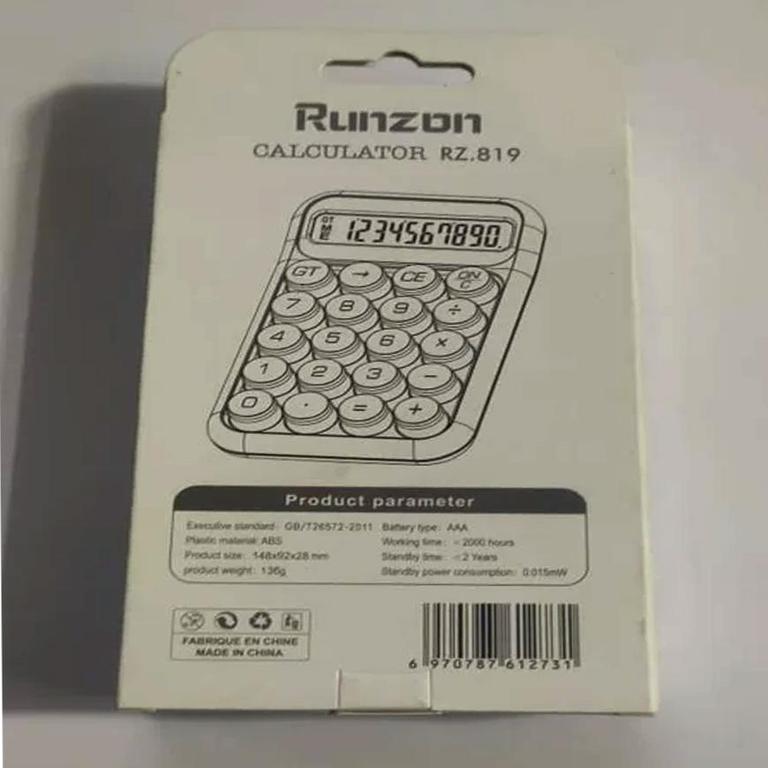 Runzon
CALCULATOR RZ.819
GT
M
E
1234567890.
GT → CE ON C
7 8 9 ÷
4 5 6 ×
1 2 3 −
0 . = +
Product parameter
Executive standard: GB/T26572-2011 Battery type: AAA
Plastic material: ABS Working time: <2000 hours
Product size: 148x92x28 mm Standby time: <2 Years
product weight: 136g Standby power consumption: 0.015mW
FABRIQUE EN CHINE
MADE IN CHINA
6 970787 612731